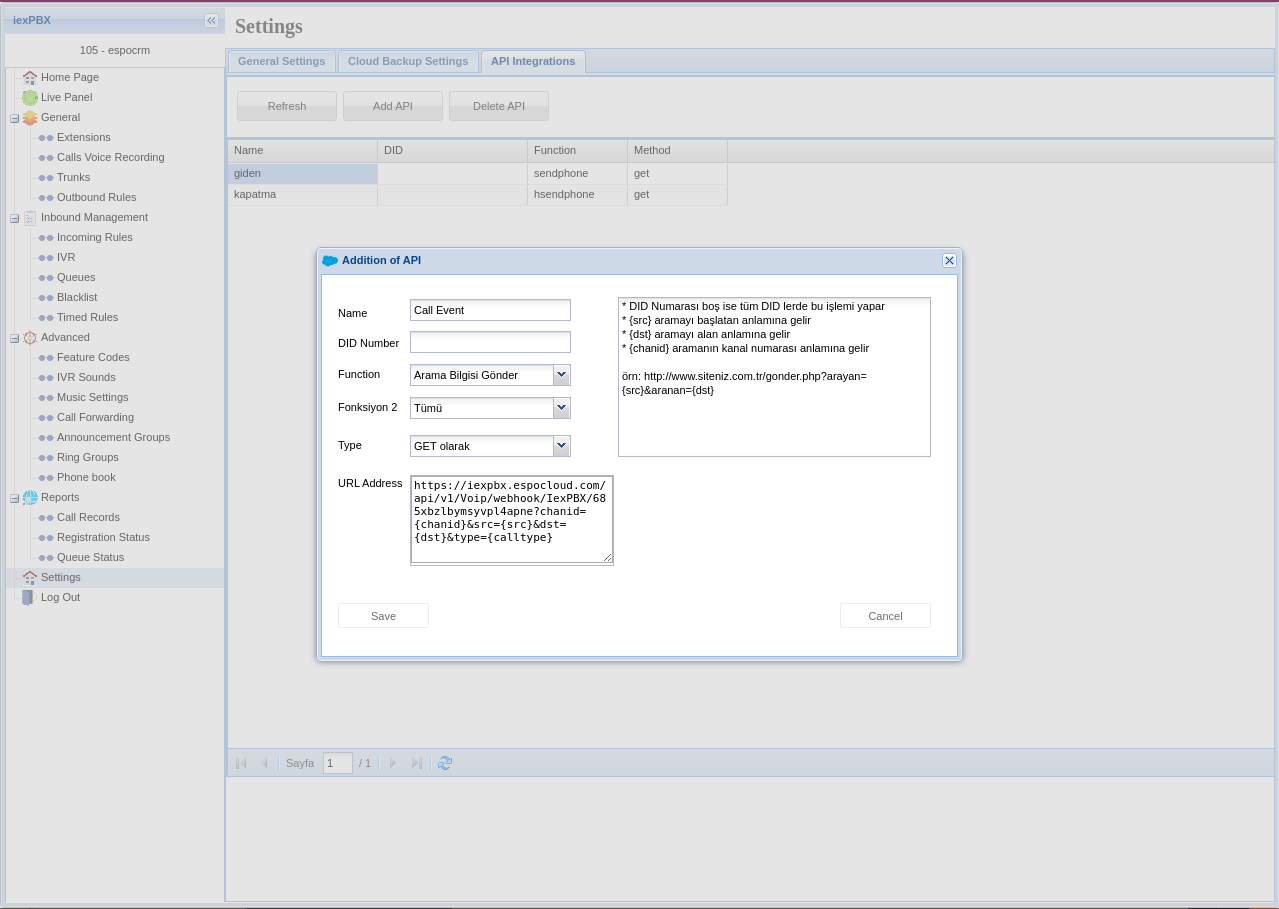 iexPBX
105 - espocrm
Home Page
Live Panel
General
Extensions
Calls Voice Recording
Trunks
Outbound Rules
Inbound Management
Incoming Rules
IVR
Queues
Blacklist
Timed Rules
Advanced
Feature Codes
IVR Sounds
Music Settings
Call Forwarding
Announcement Groups
Ring Groups
Phone book
Reports
Call Records
Registration Status
Queue Status
Settings
Log Out
Settings
General Settings Cloud Backup Settings API Integrations
Refresh Add API Delete API
Name DID Function Method
giden sendphone get
kapatma hsendphone get
Addition of API
Name Call Event
DID Number
Function Arama Bilgisi Gönder
Fonksiyon 2 Tümü
Type GET olarak
URL Address
https://iexpbx.espocloud.com/
api/v1/Voip/webhook/IexPBX/68
5xbzlbymsyvpl4apne?chanid=
{chanid}&src={src}&dst=
{dst}&type={calltype}
* DID Numarası boş ise tüm DID lerde bu işlemi yapar
* {src} aramayı başlatan anlamına gelir
* {dst} aramayı alan anlamına gelir
* {chanid} aramanın kanal numarası anlamına gelir
örn: http://www.siteniz.com.tr/gonder.php?arayan=
{src}&aranan={dst}
Save Cancel
Sayfa 1 / 1